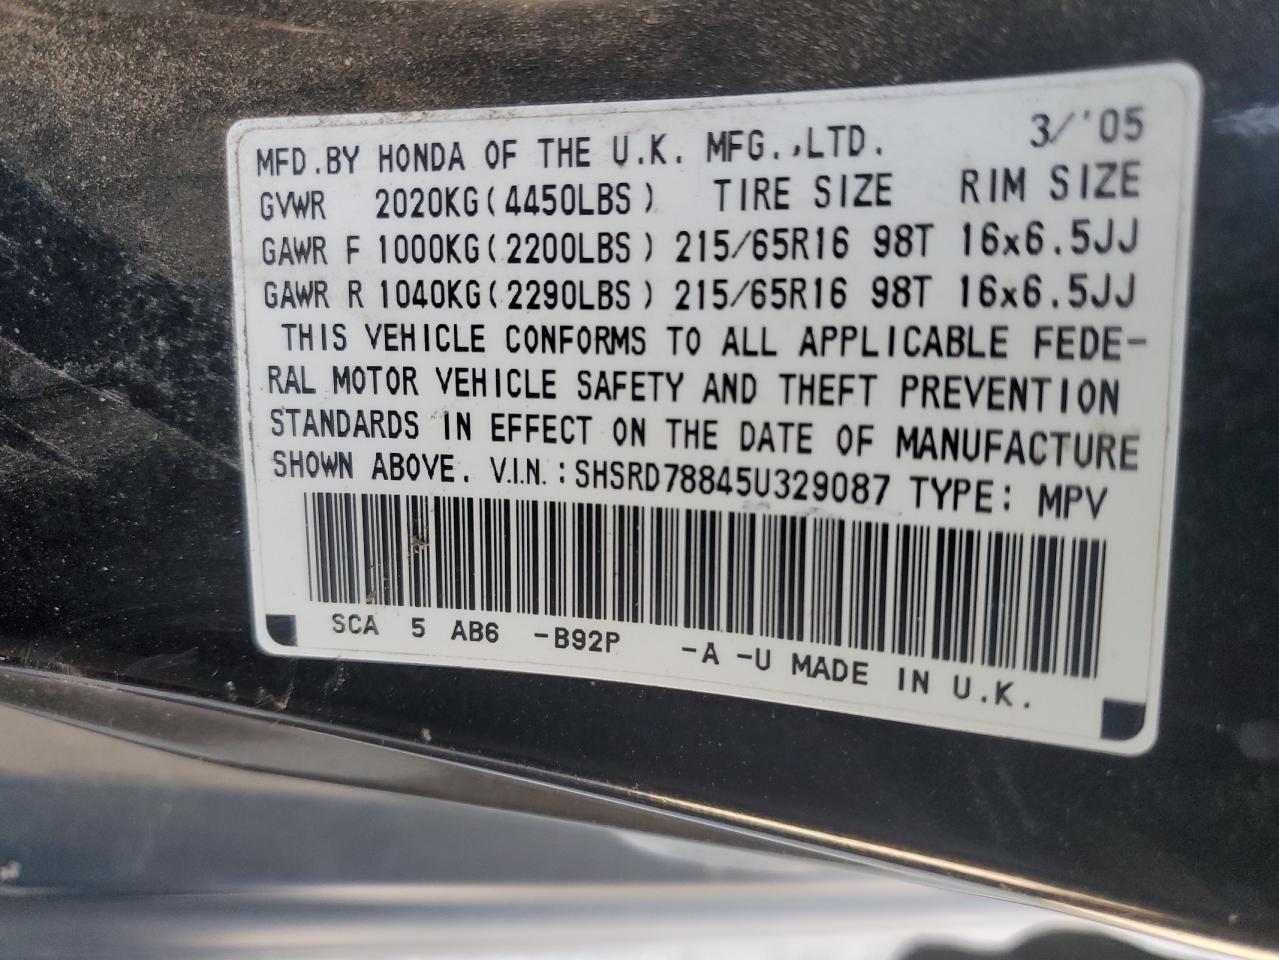 MFD.BY HONDA OF THE U.K. MFG.,LTD. 3/'05
GVWR 2020KG(4450LBS) TIRE SIZE RIM SIZE
GAWR F 1000KG(2200LBS) 215/65R16 98T 16x6.5JJ
GAWR R 1040KG(2290LBS) 215/65R16 98T 16x6.5JJ
THIS VEHICLE CONFORMS TO ALL APPLICABLE FEDE-
RAL MOTOR VEHICLE SAFETY AND THEFT PREVENTION
STANDARDS IN EFFECT ON THE DATE OF MANUFACTURE
SHOWN ABOVE. V.I.N.:SHSRD78845U329087 TYPE: MPV
SCA 5 AB6 -B92P -A -U MADE IN U.K.